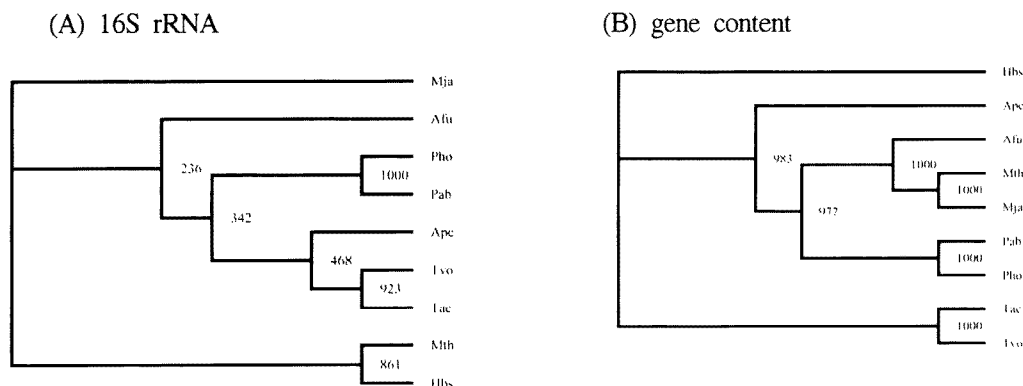 (A) 16S rRNA
Mja
Afu
236
Pho
1000
Pab
342
Ape
468
Tvo
923
Tac
Mth
861
Hbs
(B) gene content
Hbs
Ape
Afu
983
1000
Mth
1000
Mja
972
Pab
1000
Pho
Tac
1000
Tvo